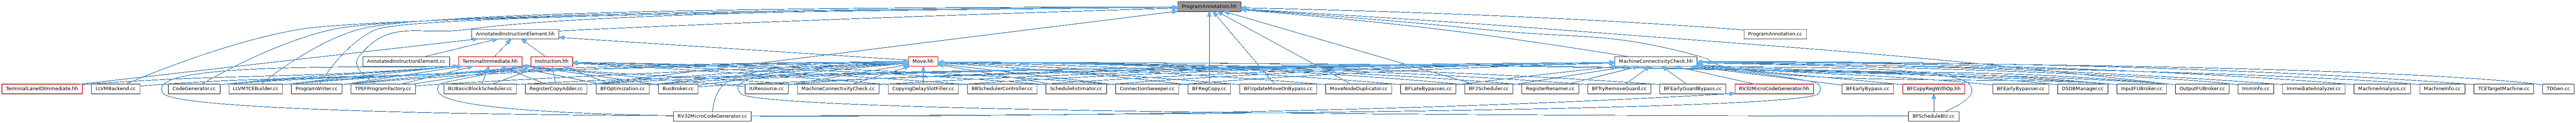 ProgramAnnotation.hh
AnnotatedInstructionElement.hh
ProgramAnnotation.cc
AnnotatedInstructionElement.cc
TerminalImmediate.hh
Instruction.hh
Move.hh
MachineConnectivityCheck.hh
TerminalLaneIDImmediate.hh
LLVMBackend.cc
CodeGenerator.cc
LLVMTCEBuilder.cc
ProgramWriter.cc
TPEFProgramFactory.cc
BUBasicBlockScheduler.cc
RegisterCopyAdder.cc
BFOptimization.cc
BusBroker.cc
IUResource.cc
MachineConnectivityCheck.cc
CopyingDelaySlotFiller.cc
BBSchedulerController.cc
ScheduleEstimator.cc
ConnectionSweeper.cc
BFRegCopy.cc
BFUpdateMoveOnBypass.cc
MoveNodeDuplicator.cc
BFLateBypasses.cc
BF2Scheduler.cc
RegisterRenamer.cc
BFTryRemoveGuard.cc
BFEarlyGuardBypass.cc
RV32MicroCodeGenerator.hh
BFEarlyBypass.cc
BFCopyRegWithOp.hh
BFEarlyBypasser.cc
DSDBManager.cc
InputFUBroker.cc
OutputFUBroker.cc
ImmInfo.cc
ImmediateAnalyzer.cc
MachineAnalysis.cc
MachineInfo.cc
TCETargetMachine.cc
TDGen.cc
RV32MicroCodeGenerator.cc
BFScheduleBU.cc